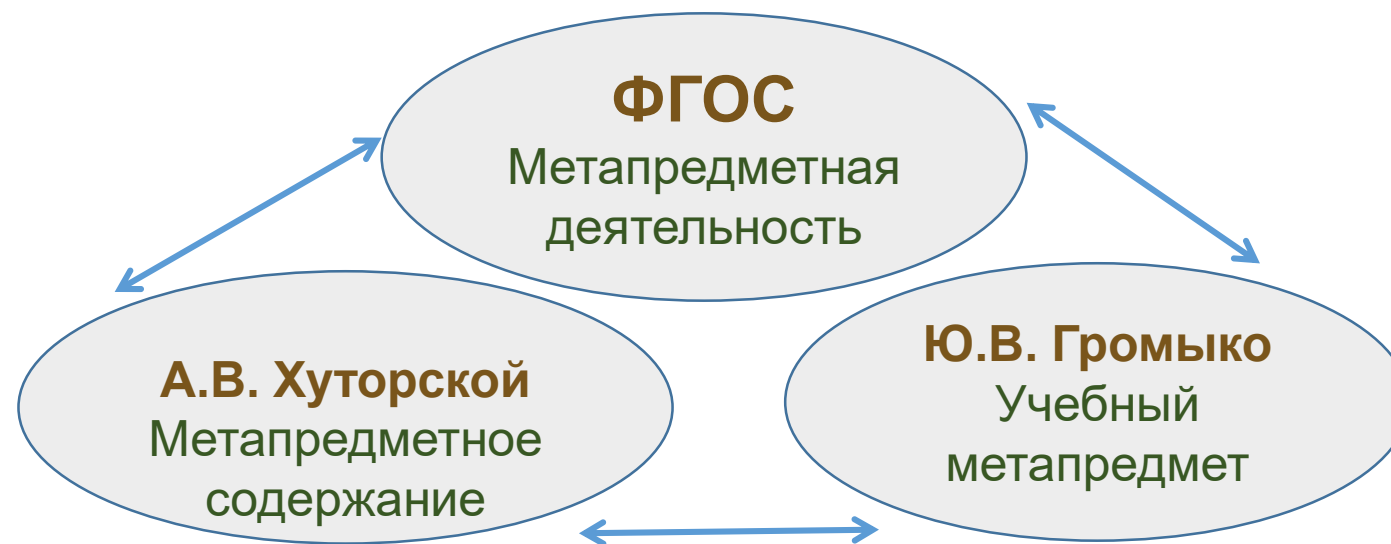 ФГОС
Метапредметная
деятельность
А.В. Хуторской
Метапредметное
содержание
Ю.В. Громыко
Учебный
метапредмет